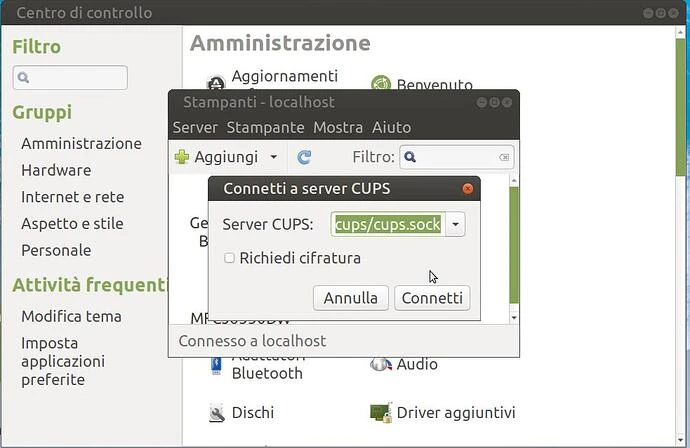 Centro di controllo
Filtro
Gruppi
Amministrazione
Hardware
Internet e rete
Aspetto e stile
Personale
Attività frequenti
Modifica tema
Imposta
applicazioni
preferite
Amministrazione
Aggiornamenti
Benvenuto
Stampanti - localhost
Server Stampante Mostra Aiuto
Aggiungi Filtro:
Connetti a server CUPS
Server CUPS: cups/cups.sock
Richiedi cifratura
Annulla Connetti
Connesso a localhost
Adattatori
Bluetooth
Audio
Dischi
Driver aggiuntivi